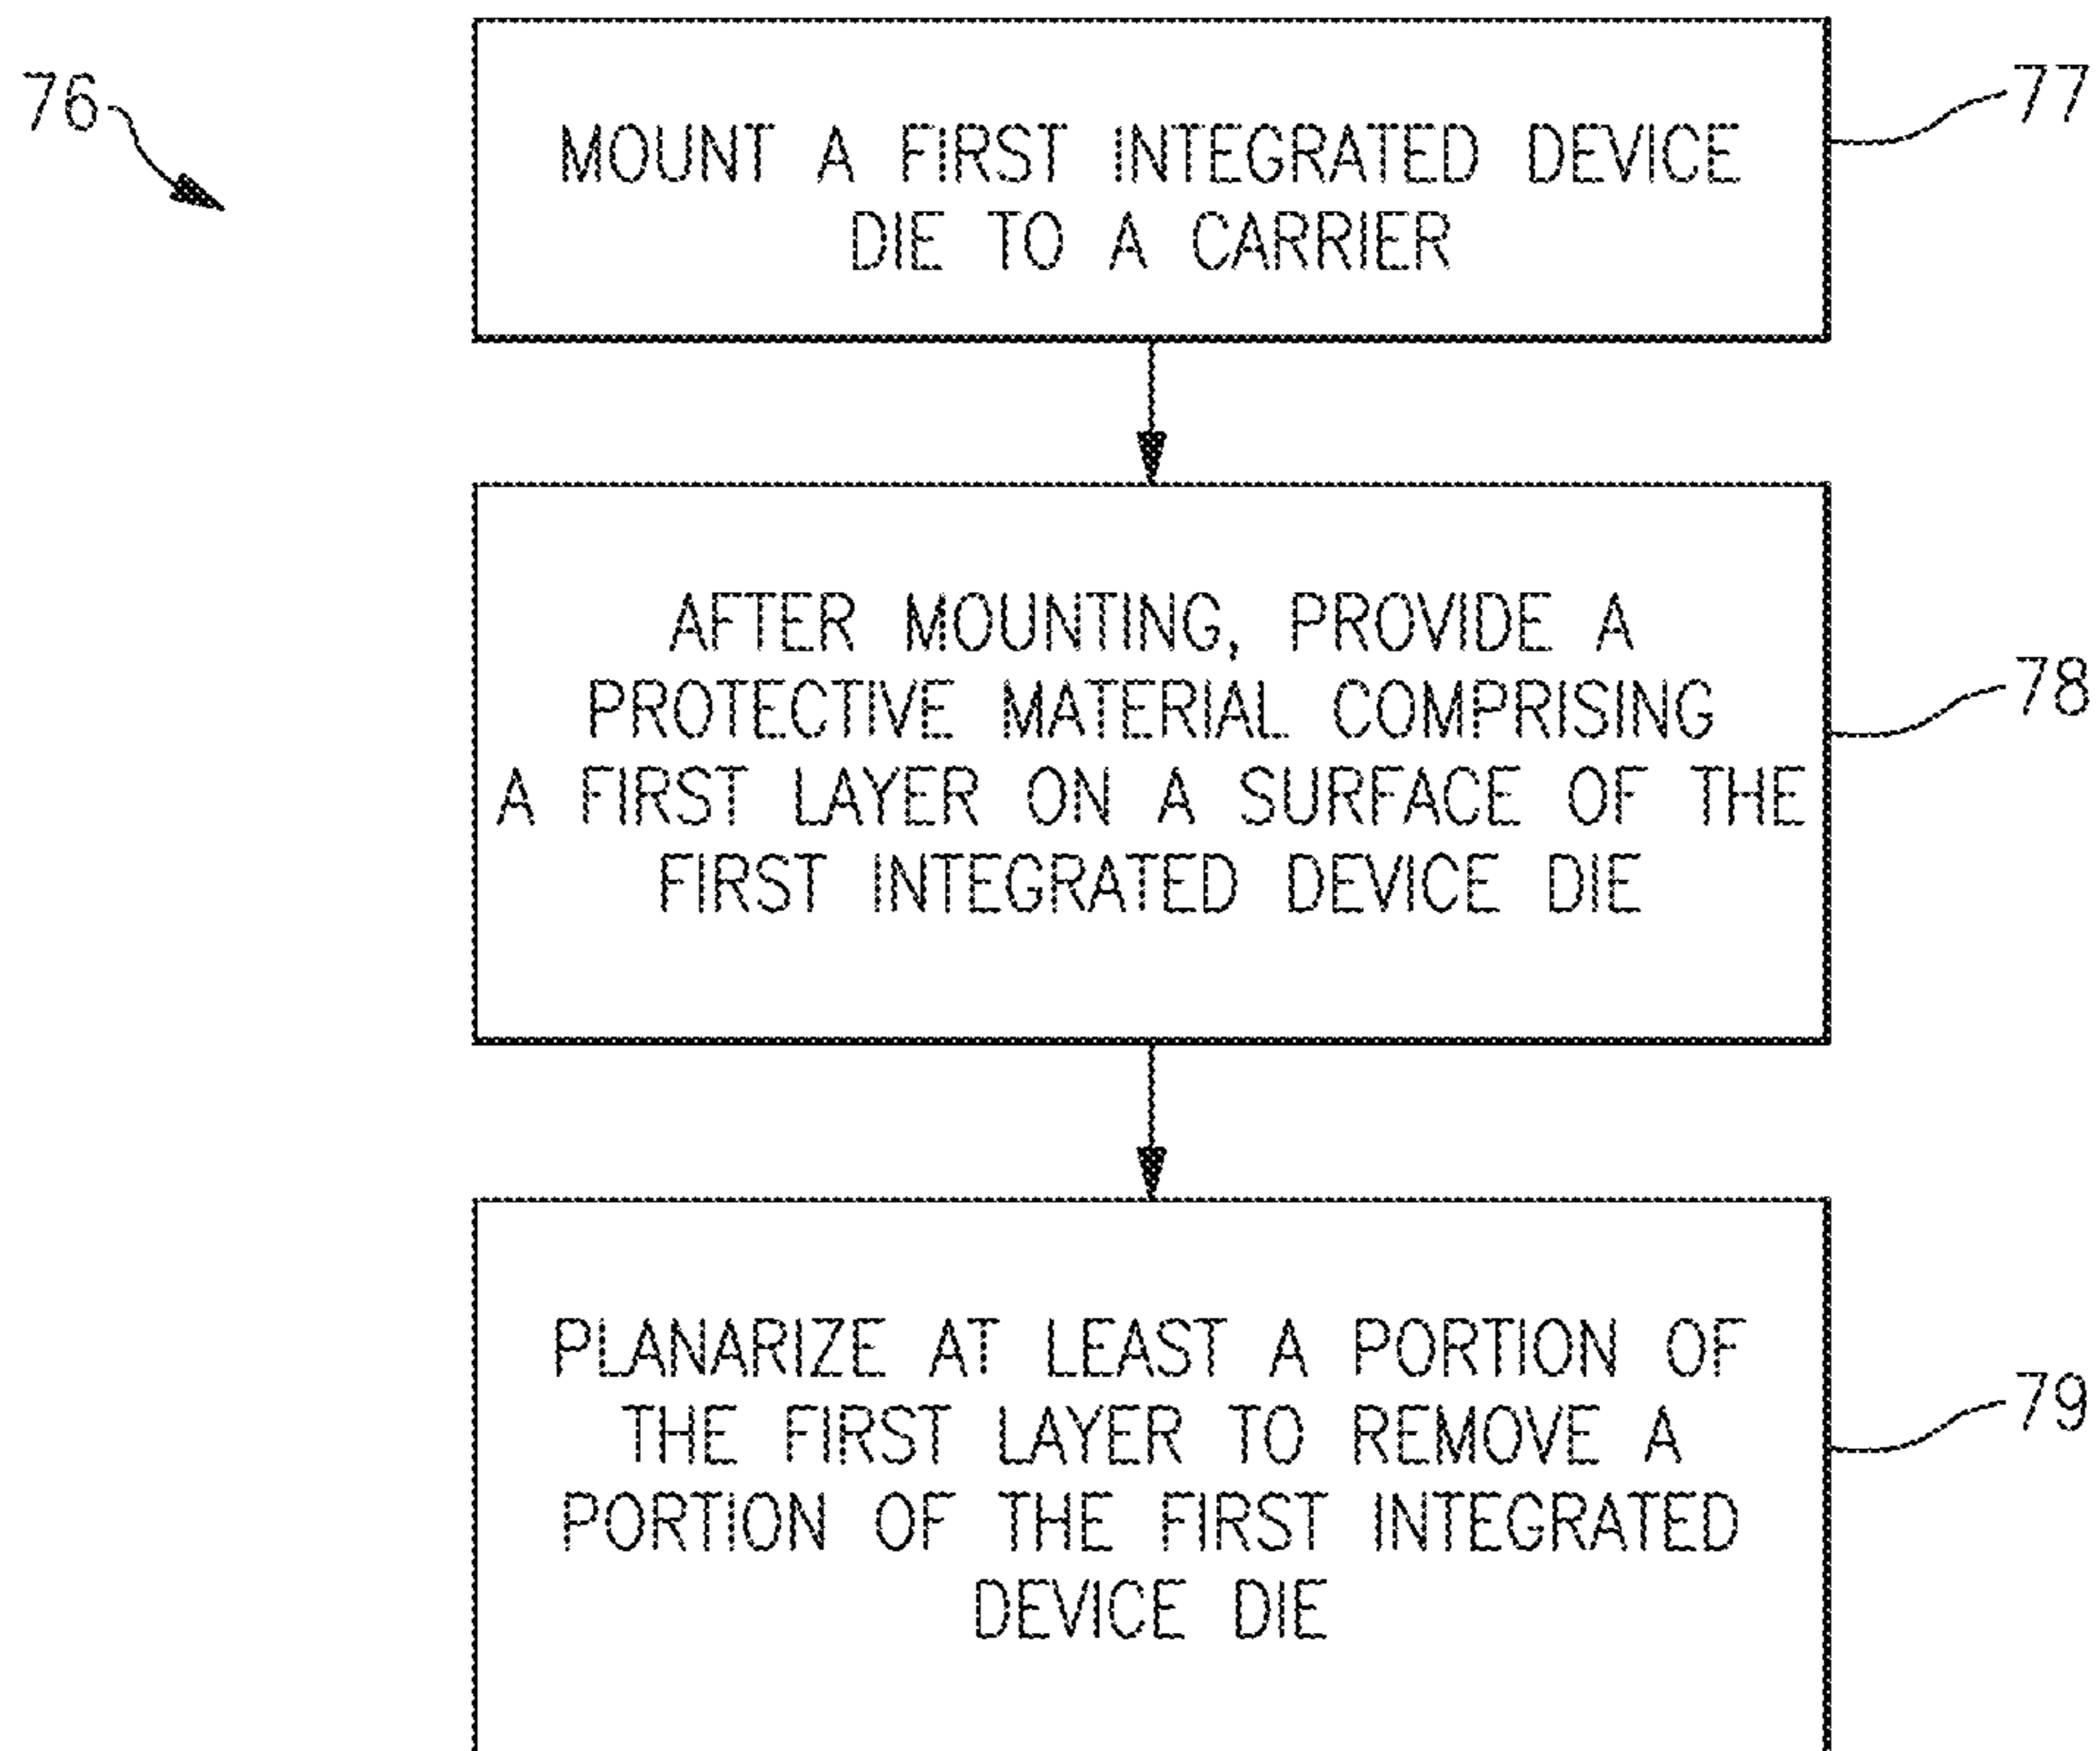 76
MOUNT A FIRST INTEGRATED DEVICE
DIE TO A CARRIER
77
AFTER MOUNTING, PROVIDE A
PROTECTIVE MATERIAL COMPRISING
A FIRST LAYER ON A SURFACE OF THE
FIRST INTEGRATED DEVICE DIE
78
PLANARIZE AT LEAST A PORTION OF
THE FIRST LAYER TO REMOVE A
PORTION OF THE FIRST INTEGRATED
DEVICE DIE
79